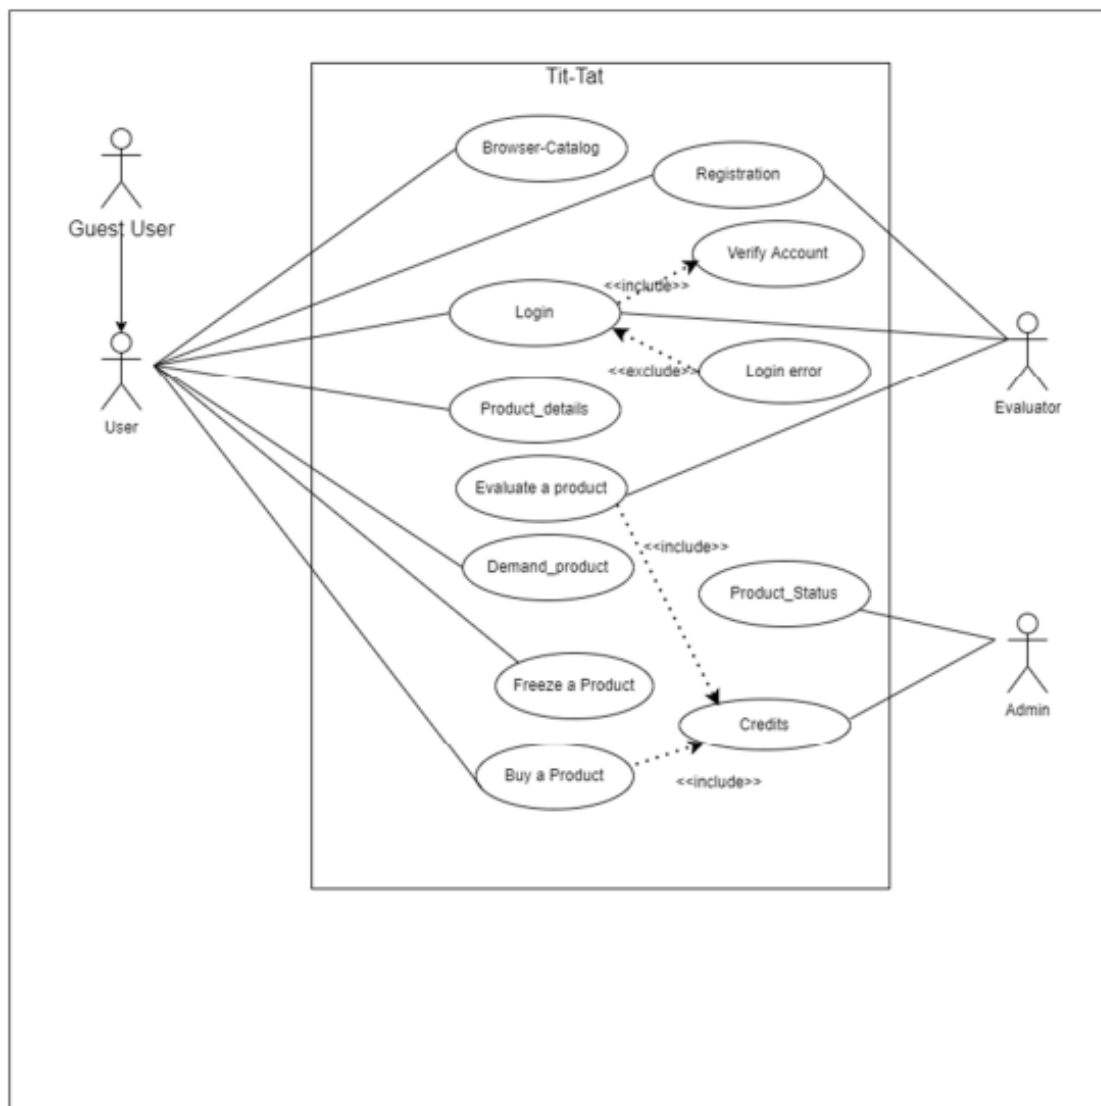 Tit-Tat
Browser-Catalog
Registration
Guest User
Verify Account
<<include>>
Login
<<exclude>>
Login error
User
Product_details
Evaluator
Evaluate a product
<<include>>
Demand_product
Product_Status
Freeze a Product
Admin
Credits
Buy a Product
<<include>>